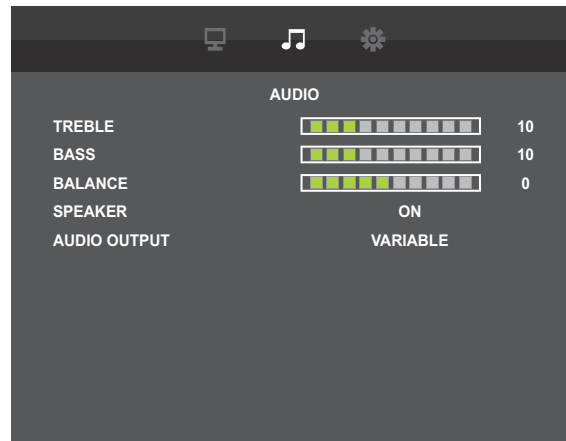 AUDIO
TREBLE 10
BASS 10
BALANCE 0
SPEAKER ON
AUDIO OUTPUT VARIABLE